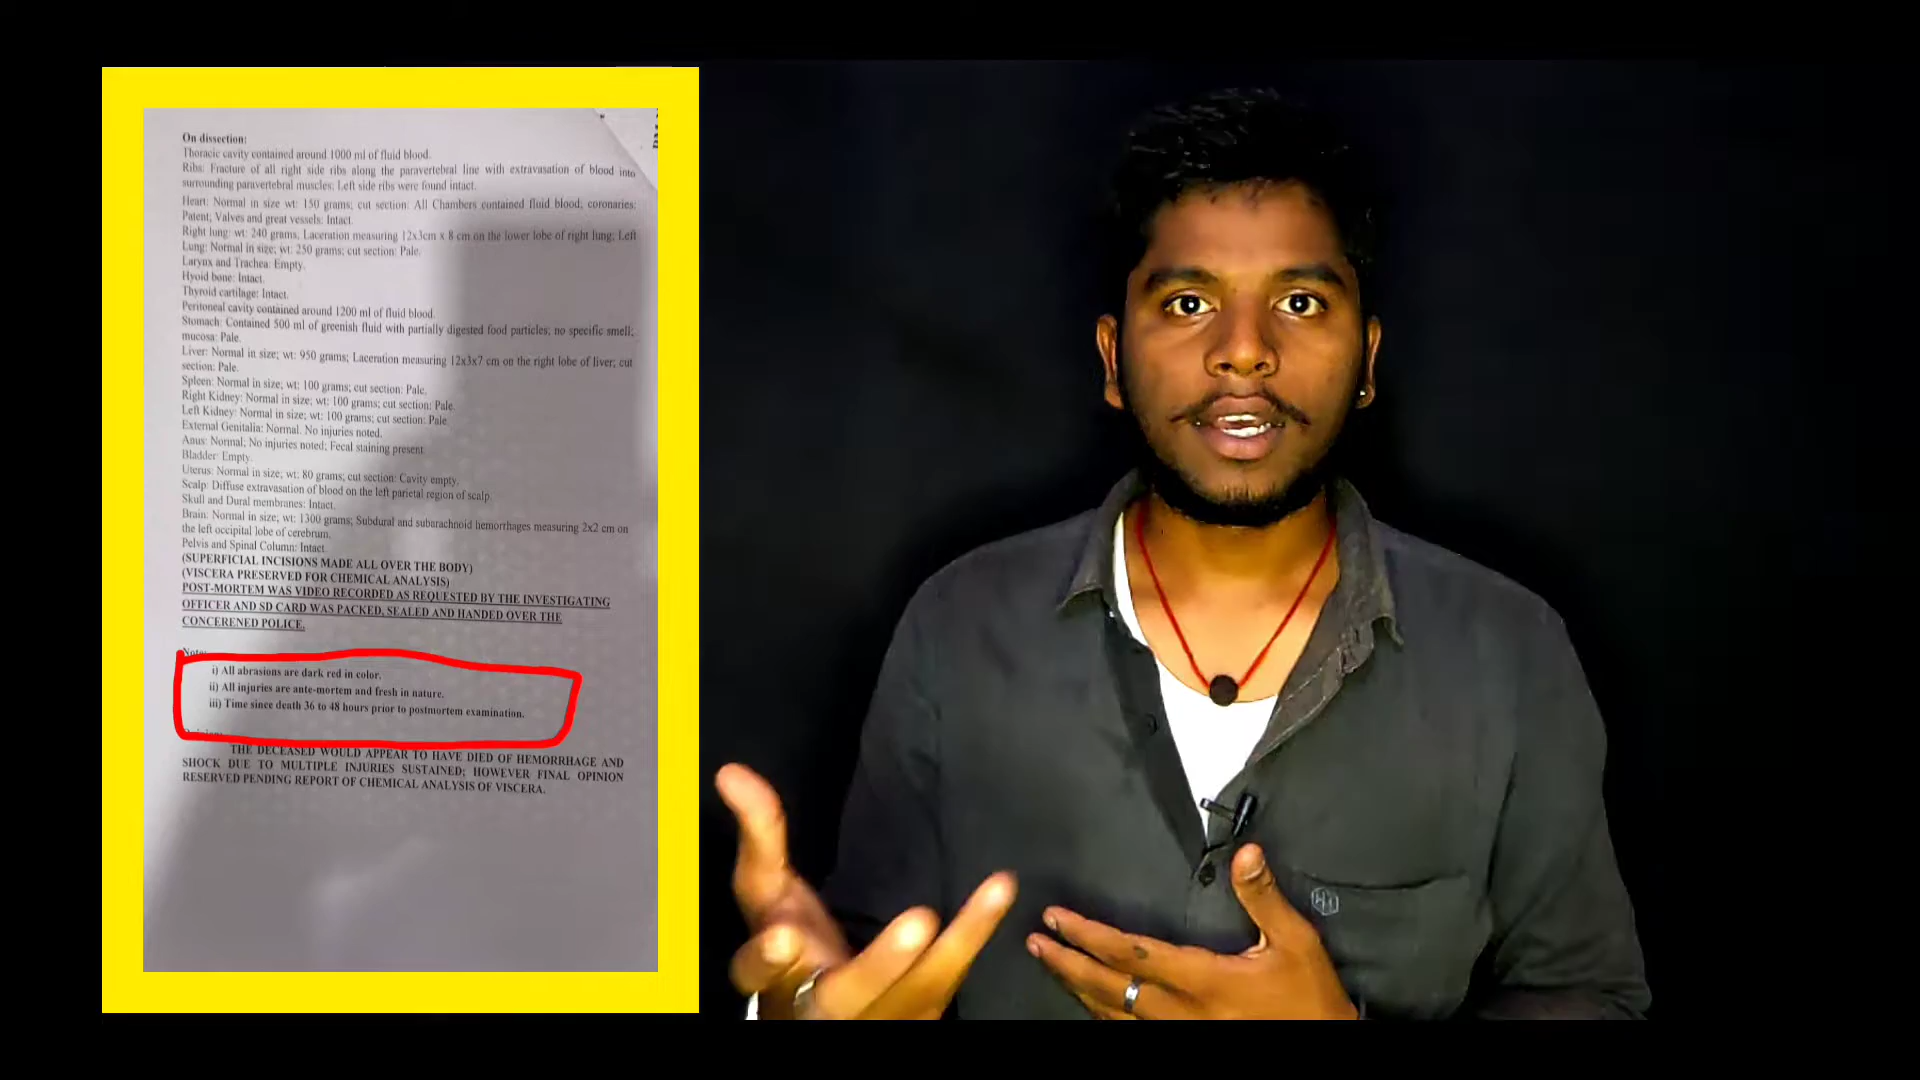 On dissection:
Thoracic cavity contained around 1000 ml of fluid blood.
Ribs: Fracture of all right side ribs along the paravertebral line with extravasation of blood into
surrounding paravertebral muscles; Left side ribs were found intact.
Heart: Normal in size wt: 150 grams; cut section: All Chambers contained fluid blood; coronaries:
Patent; Valves and great vessels: Intact.
Right lung: wt: 240 grams; Laceration measuring 12x3cm x 8 cm on the lower lobe of right lung; Left
Lung: Normal in size; wt: 250 grams; cut section: Pale.
Larynx and Trachea: Empty.
Hyoid bone: Intact.
Thyroid cartilage: Intact.
Peritoneal cavity contained around 1200 ml of fluid blood.
Stomach: Contained 500 ml of greenish fluid with partially digested food particles; no specific smell;
mucosa: Pale.
Liver: Normal in size; wt: 950 grams; Laceration measuring 12x3x7 cm on the right lobe of liver; cut
section: Pale.
Spleen: Normal in size; wt: 100 grams; cut section: Pale.
Right Kidney: Normal in size; wt: 100 grams; cut section: Pale.
Left Kidney: Normal in size; wt: 100 grams; cut section: Pale.
External Genitalia: Normal. No injuries noted.
Anus: Normal; No injuries noted; Fecal staining present.
Bladder: Empty.
Uterus: Normal in size; wt: 80 grams; cut section: Cavity empty.
Scalp: Diffuse extravasation of blood on the left parietal region of scalp.
Skull and Dural membranes: Intact.
Brain: Normal in size; wt: 1300 grams; Subdural and subarachnoid hemorrhages measuring 2x2 cm on
the left occipital lobe of cerebrum.
Pelvis and Spinal Column: Intact.
(SUPERFICIAL INCISIONS MADE ALL OVER THE BODY)
(VISCERA PRESERVED FOR CHEMICAL ANALYSIS)
POST-MORTEM WAS VIDEO RECORDED AS REQUESTED BY THE INVESTIGATING
OFFICER AND SD CARD WAS PACKED, SEALED AND HANDED OVER THE
CONCERENED POLICE.
Note:
i) All abrasions are dark red in color.
ii) All injuries are ante-mortem and fresh in nature.
iii) Time since death 36 to 48 hours prior to postmortem examination.
THE DECEASED WOULD APPEAR TO HAVE DIED OF HEMORRHAGE AND
SHOCK DUE TO MULTIPLE INJURIES SUSTAINED; HOWEVER FINAL OPINION
RESERVED PENDING REPORT OF CHEMICAL ANALYSIS OF VISCERA.